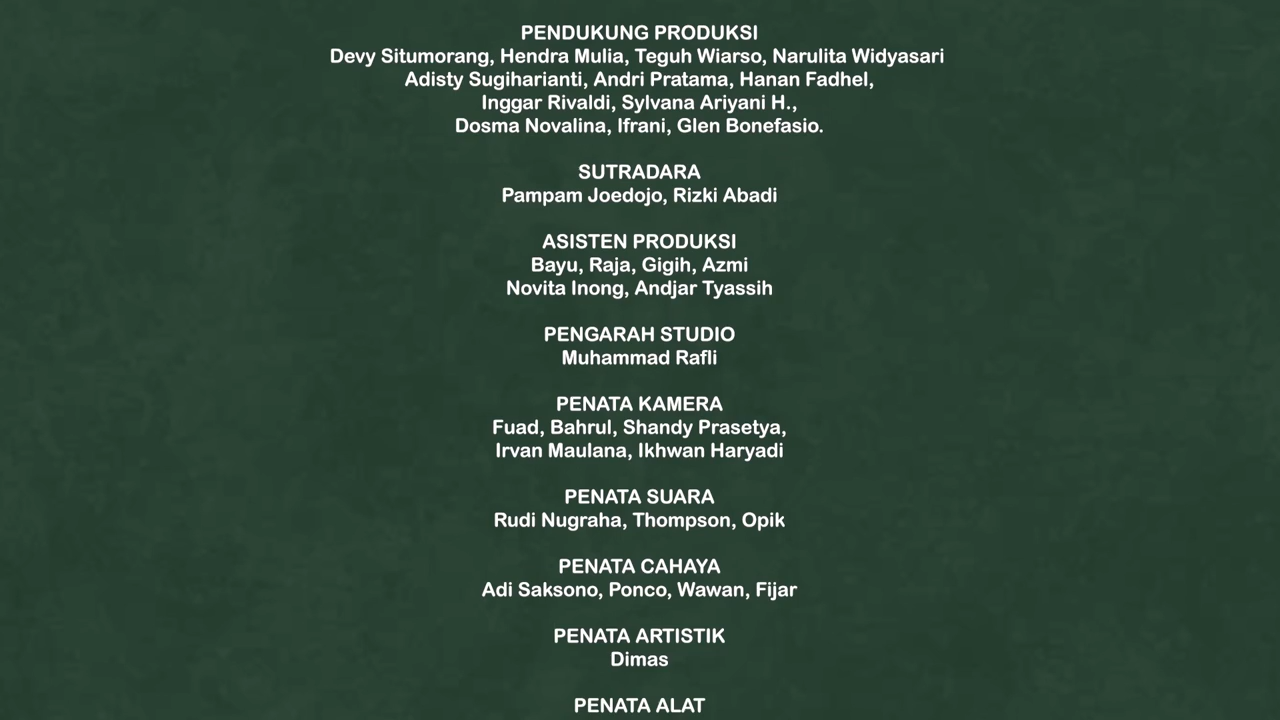 PENDUKUNG PRODUKSI
Devy Situmorang, Hendra Mulia, Teguh Wiarso, Narulita Widyasari
Adisty Sugiharianti, Andri Pratama, Hanan Fadhel,
Inggar Rivaldi, Sylvana Ariyani H.,
Dosma Novalina, Ifrani, Glen Bonefasio.
SUTRADARA
Pampam Joedojo, Rizki Abadi
ASISTEN PRODUKSI
Bayu, Raja, Gigih, Azmi
Novita Inong, Andjar Tyassih
PENGARAH STUDIO
Muhammad Rafli
PENATA KAMERA
Fuad, Bahrul, Shandy Prasetya,
Irvan Maulana, Ikhwan Haryadi
PENATA SUARA
Rudi Nugraha, Thompson, Opik
PENATA CAHAYA
Adi Saksono, Ponco, Wawan, Fijar
PENATA ARTISTIK
Dimas
PENATA ALAT